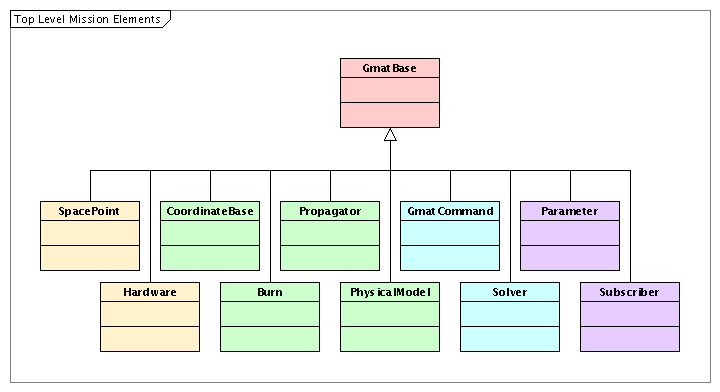 Top Level Mission Elements
GmatBase
SpacePoint
CoordinateBase
Propagator
GmatCommand
Parameter
Hardware
Burn
PhysicalModel
Solver
Subscriber